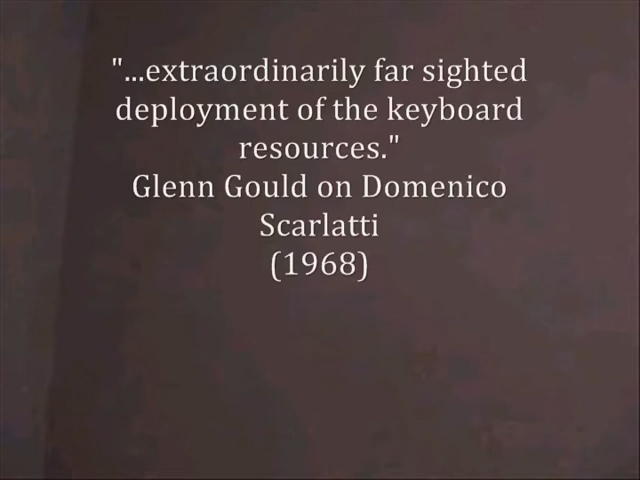 "...extraordinarily far sighted
deployment of the keyboard
resources."
Glenn Gould on Domenico
Scarlatti
(1968)